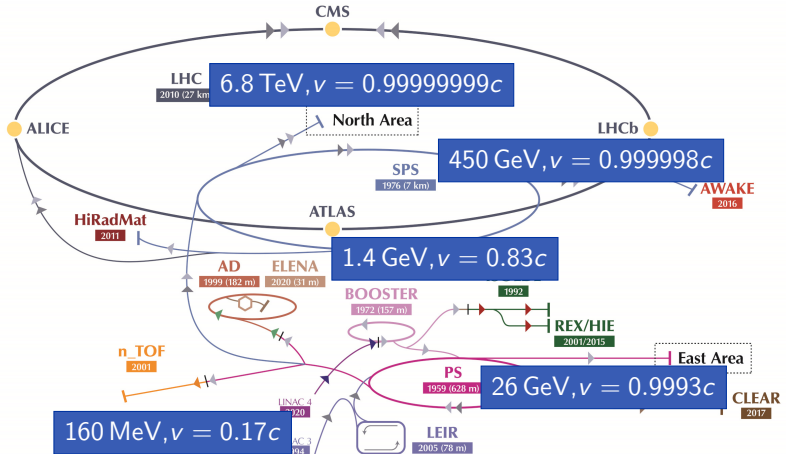 CMS
LHC
2010 (27 km
6.8 TeV, v = 0.99999999c
North Area
ALICE
LHCb
SPS
1976 (7 km)
450 GeV, v = 0.999998c
AWAKE
2016
HiRadMat
2011
ATLAS
1.4 GeV, v = 0.83c
AD
1999 (182 m)
ELENA
2020 (31 m)
1992
BOOSTER
1972 (157 m)
REX/HIE
2001/2015
n_TOF
2001
East Area
PS
1959 (628 m)
26 GeV, v = 0.9993c
CLEAR
2017
LINAC 4
2020
160 MeV, v = 0.17c
LEIR
2005 (78 m)